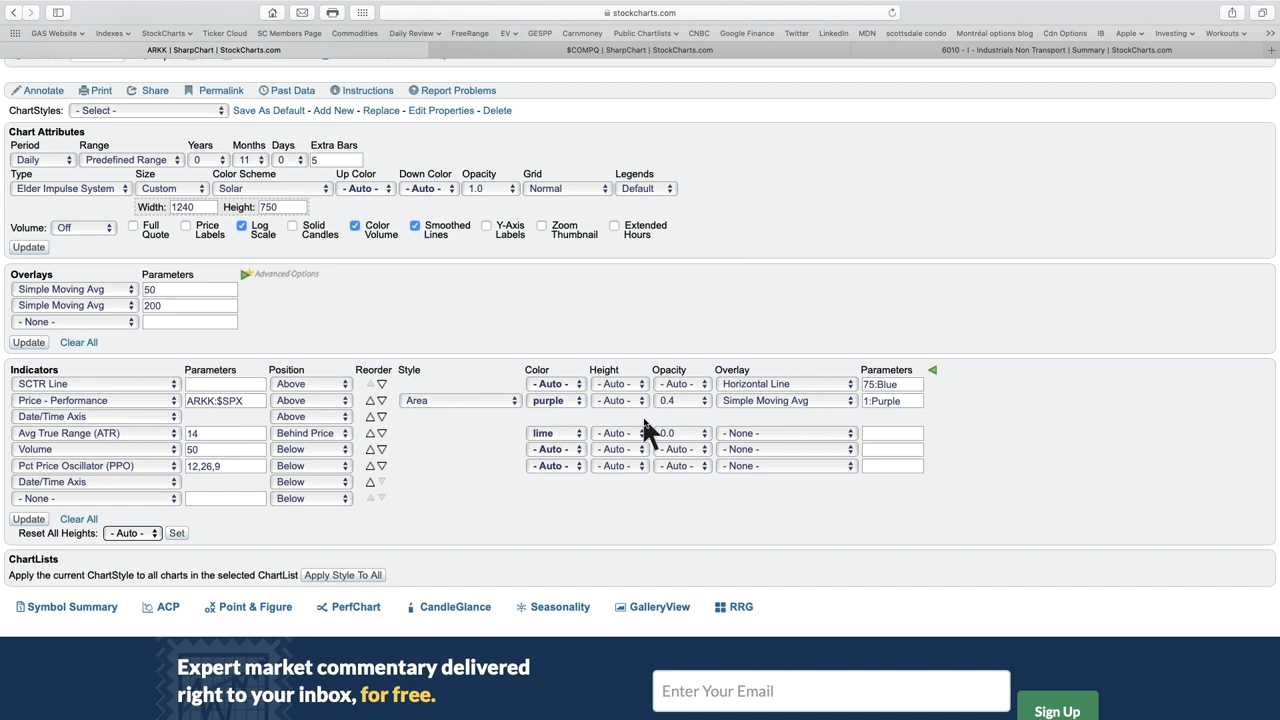 stockcharts.com
GAS Website Indexes StockCharts Ticker Cloud SC Members Page Commodities Daily Review FreeRange EV GESPP Carmmoney Public Chartlists CNBC Google Finance Twitter LinkedIn MDN scottsdale condo Montréal options blog Cdn Options IB Apple Investing Workouts >>
ARKK | SharpChart | StockCharts.com $COMPQ | SharpChart | StockCharts.com 6010 - I - Industrials Non Transport | Summary | StockCharts.com +
Annotate Print Share Permalink Past Data Instructions Report Problems
ChartStyles: - Select - Save As Default - Add New - Replace - Edit Properties - Delete
Chart Attributes
Period Range Years Months Days Extra Bars
Daily Predefined Range 0 11 0 5
Type Size Color Scheme Up Color Down Color Opacity Grid Legends
Elder Impulse System Custom Solar - Auto - - Auto - 1.0 Normal Default
Width: 1240 Height: 750
Volume: Off Full Quote Price Labels Log Scale Solid Candles Color Volume Smoothed Lines Y-Axis Labels Zoom Thumbnail Extended Hours
Update
Overlays Parameters Advanced Options
Simple Moving Avg 50
Simple Moving Avg 200
- None -
Update Clear All
Indicators Parameters Position Reorder Style Color Height Opacity Overlay Parameters
SCTR Line Above - Auto - - Auto - - Auto - Horizontal Line 75:Blue
Price - Performance ARKK:$SPX Above Area purple - Auto - 0.4 Simple Moving Avg 1:Purple
Date/Time Axis Above
Avg True Range (ATR) 14 Behind Price lime - Auto - 0.0 - None -
Volume 50 Below - Auto - - Auto - - Auto - - None -
Pct Price Oscillator (PPO) 12,26,9 Below - Auto - - Auto - - Auto - - None -
Date/Time Axis Below
- None - Below
Update Clear All
Reset All Heights: - Auto - Set
ChartLists
Apply the current ChartStyle to all charts in the selected ChartList Apply Style To All
Symbol Summary ACP Point & Figure PerfChart CandleGlance Seasonality GalleryView RRG
Expert market commentary delivered
right to your inbox, for free.
Enter Your Email
Sign Up